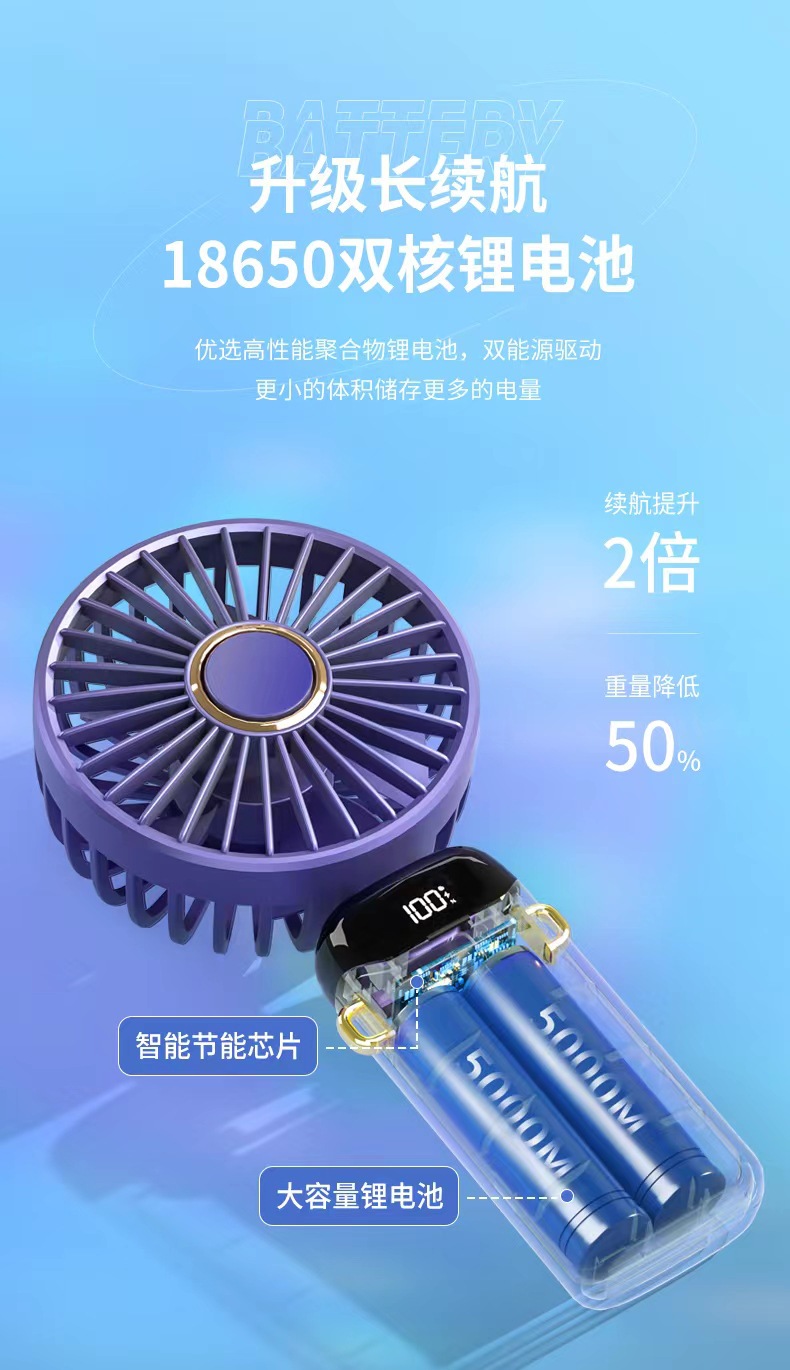 BATTERY
升级长续航
18650双核锂电池
优选高性能聚合物锂电池，双能源驱动
更小的体积储存更多的电量
续航提升
2倍
重量降低
50%
100
智能节能芯片
5000M
5000M
大容量锂电池